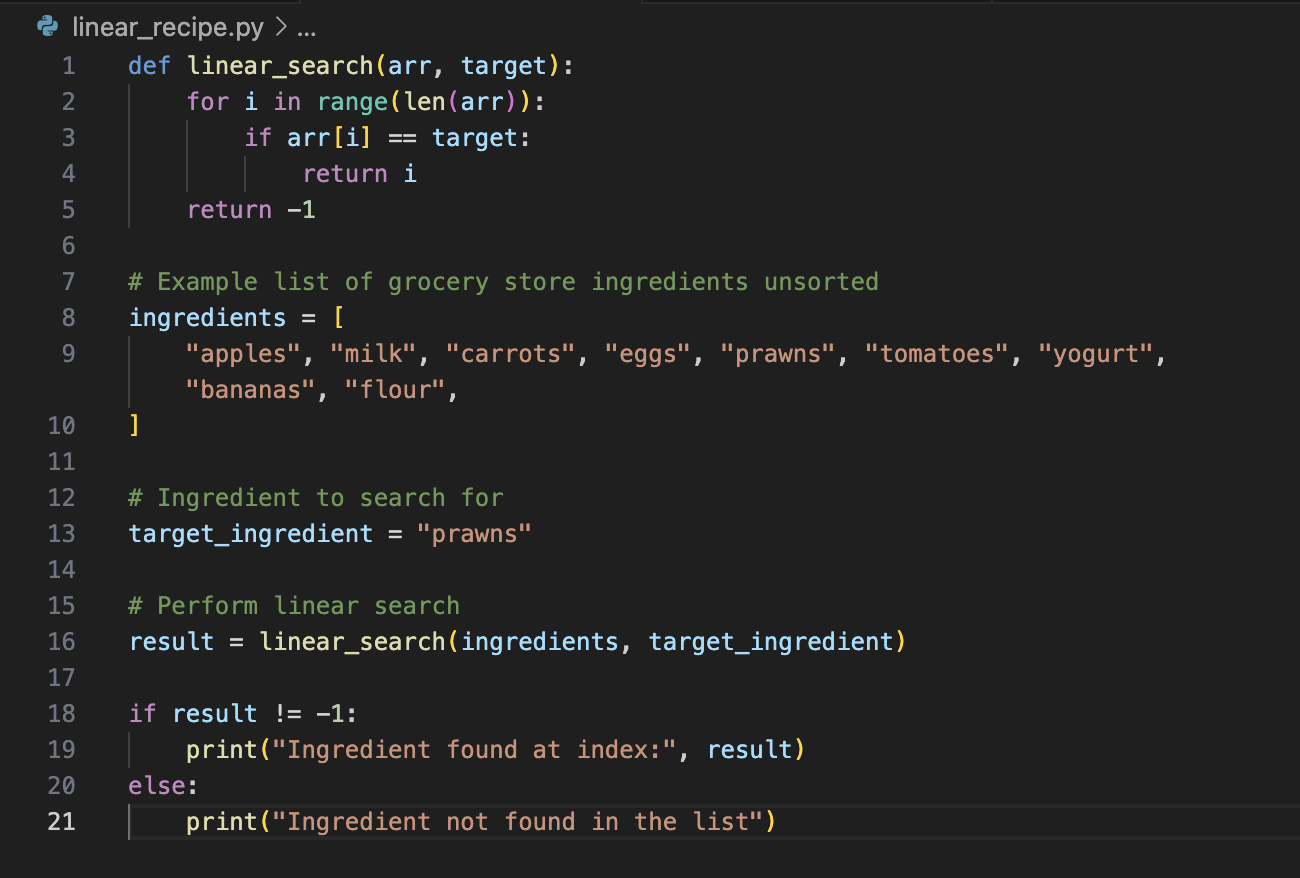 linear_recipe.py > ...
1 def linear_search(arr, target):
2     for i in range(len(arr)):
3         if arr[i] == target:
4             return i
5     return -1
6
7 # Example list of grocery store ingredients unsorted
8 ingredients = [
9     "apples", "milk", "carrots", "eggs", "prawns", "tomatoes", "yogurt",
    "bananas", "flour",
10 ]
11
12 # Ingredient to search for
13 target_ingredient = "prawns"
14
15 # Perform linear search
16 result = linear_search(ingredients, target_ingredient)
17
18 if result != -1:
19     print("Ingredient found at index:", result)
20 else:
21     print("Ingredient not found in the list")